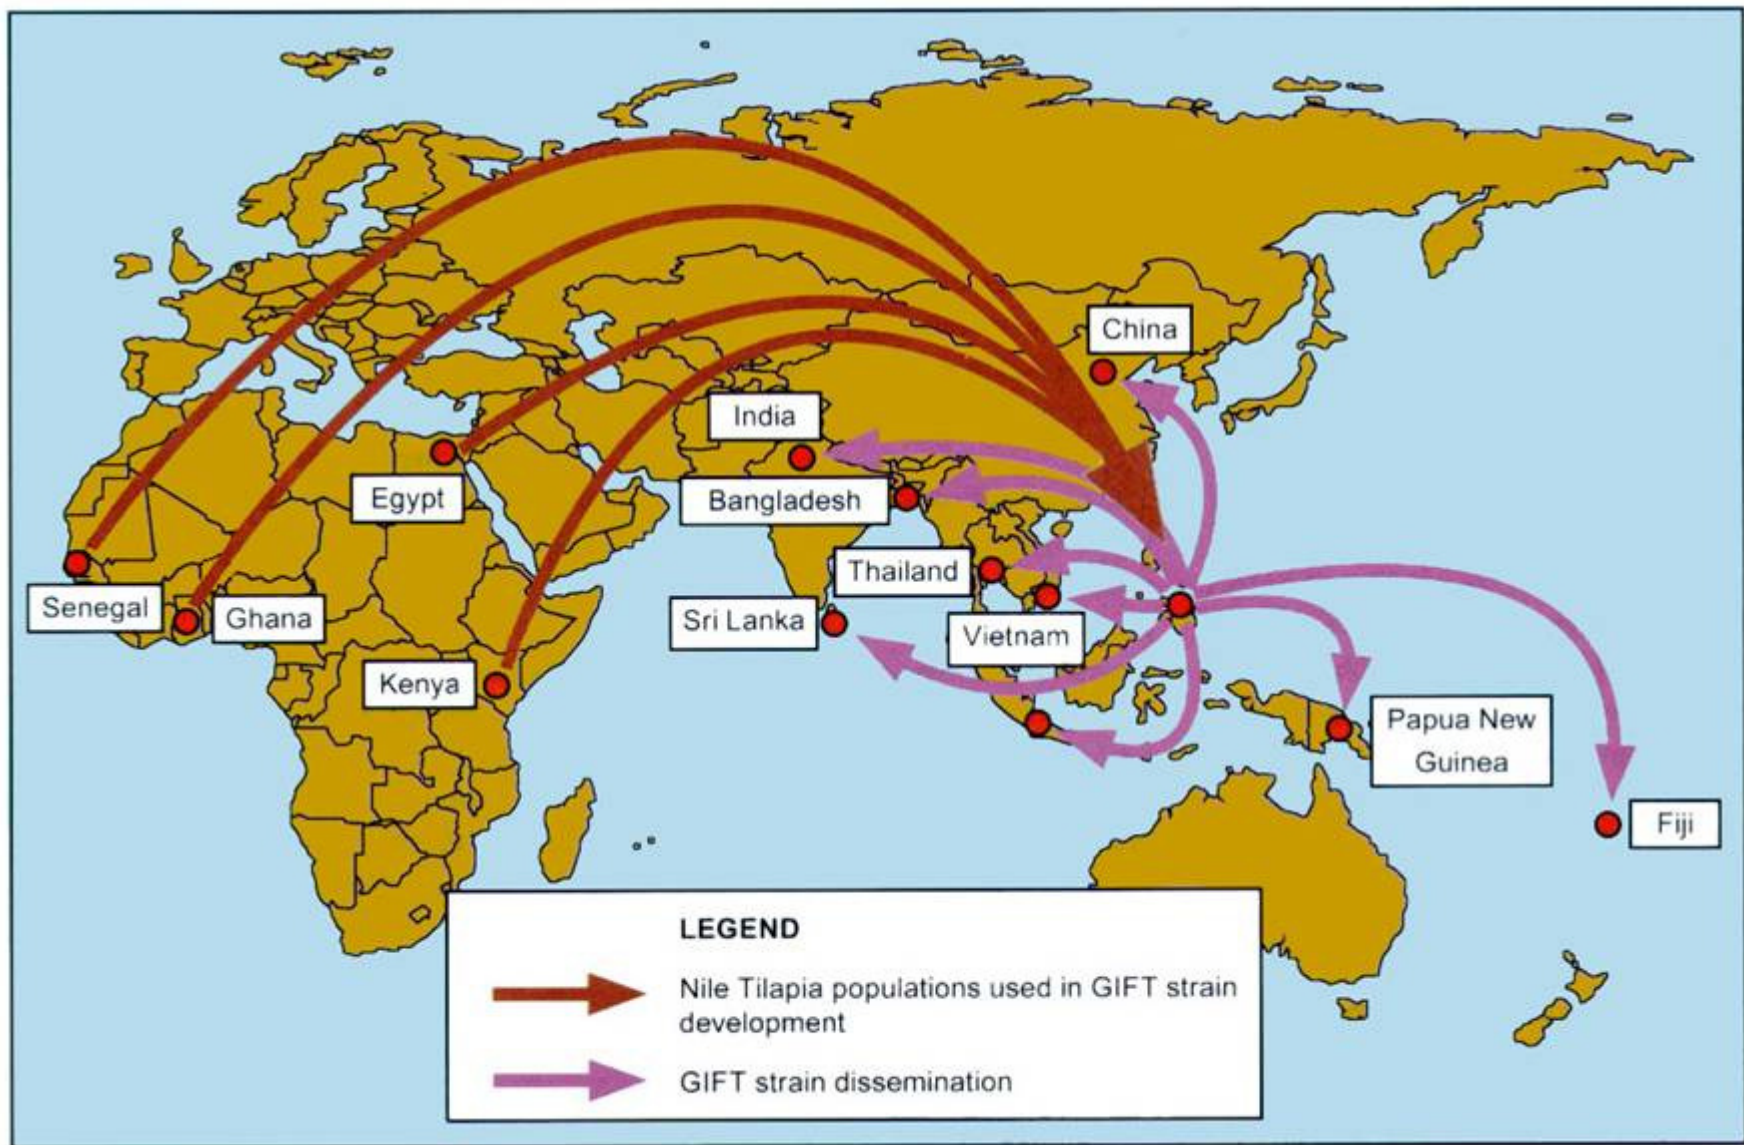 China
India
Egypt
Bangladesh
Thailand
Senegal
Ghana
Sri Lanka
Vietnam
Kenya
Papua New
Guinea
Fiji
LEGEND
Nile Tilapia populations used in GIFT strain
development
GIFT strain dissemination